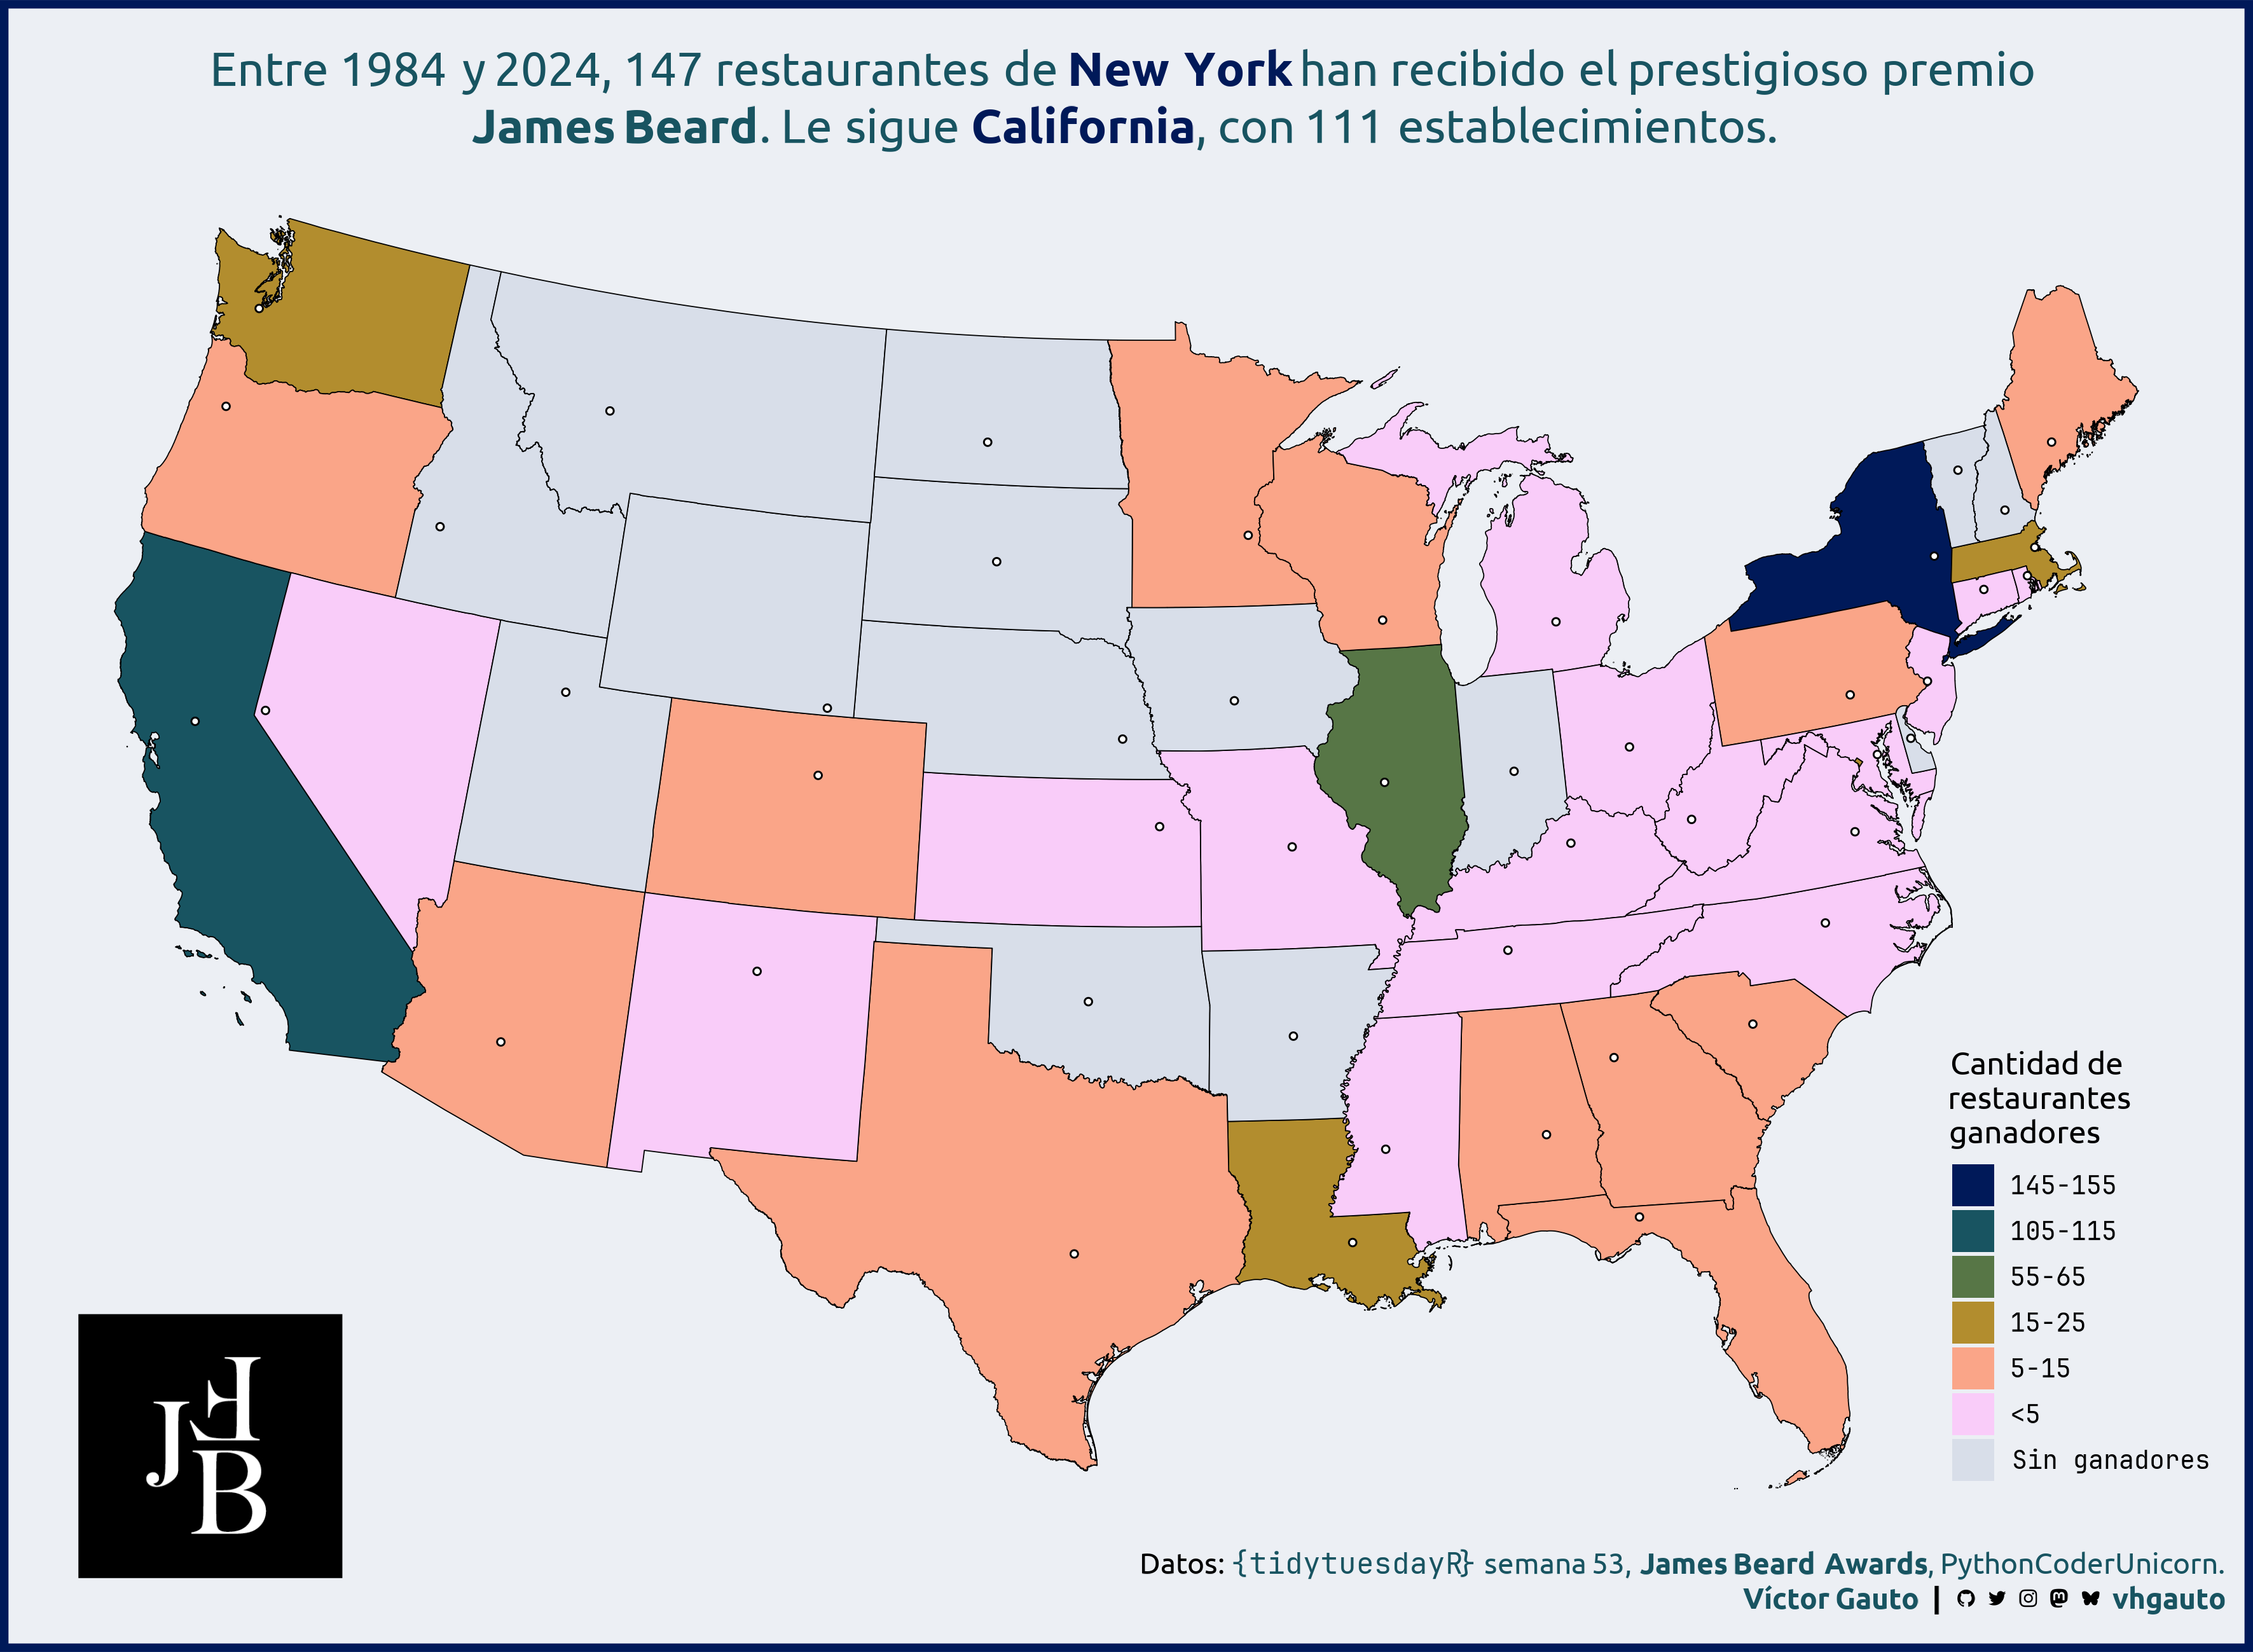 Entre 1984 y 2024, 147 restaurantes de New York han recibido el prestigioso premio
James Beard. Le sigue California, con 111 establecimientos.
Cantidad de
restaurantes
ganadores
145-155
105-115
55-65
15-25
5-15
<5
Sin ganadores
JFB
Datos: {tidytuesdayR} semana 53, James Beard Awards, PythonCoderUnicorn.
Víctor Gauto | vhgauto